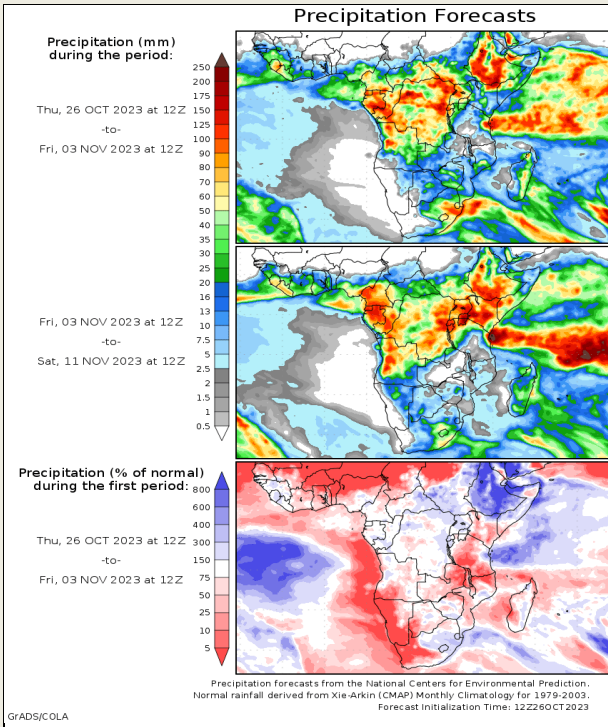 Precipitation Forecasts
Precipitation (mm)
during the period:
Thu, 26 OCT 2023 at 12Z
-to-
Fri, 03 NOV 2023 at 12Z
250
200
175
150
125
100
90
80
70
60
50
40
35
30
25
20
16
13
10
7.5
5
2.5
2
1.5
1
0.5
Fri, 03 NOV 2023 at 12Z
-to-
Sat, 11 NOV 2023 at 12Z
Precipitation (% of normal)
during the first period:
Thu, 26 OCT 2023 at 12Z
-to-
Fri, 03 NOV 2023 at 12Z
800
600
400
300
150
75
50
25
10
5
Precipitation forecasts from the National Centers for Environmental Prediction.
Normal rainfall derived from Xie-Arkin (CMAP) Monthly Climatology for 1979-2003.
Forecast Initialization Time: 12Z26OCT2023
GrADS/COLA